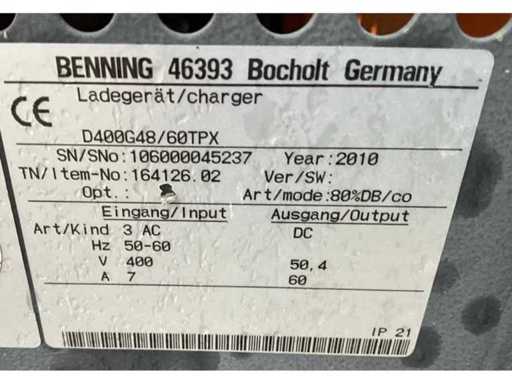 BENNING 46393 Bocholt Germany
CE
Ladegerät/charger
D400G48/60TPX
SN/SNo:106000045237 Year:2010
TN/Item-No:164126.02 Ver/SW:
Opt.: Art/mode:80%DB/co
Eingang/Input Ausgang/Output
Art/Kind 3 AC DC
Hz 50-60
V 400 50,4
A 7 60
IP 21